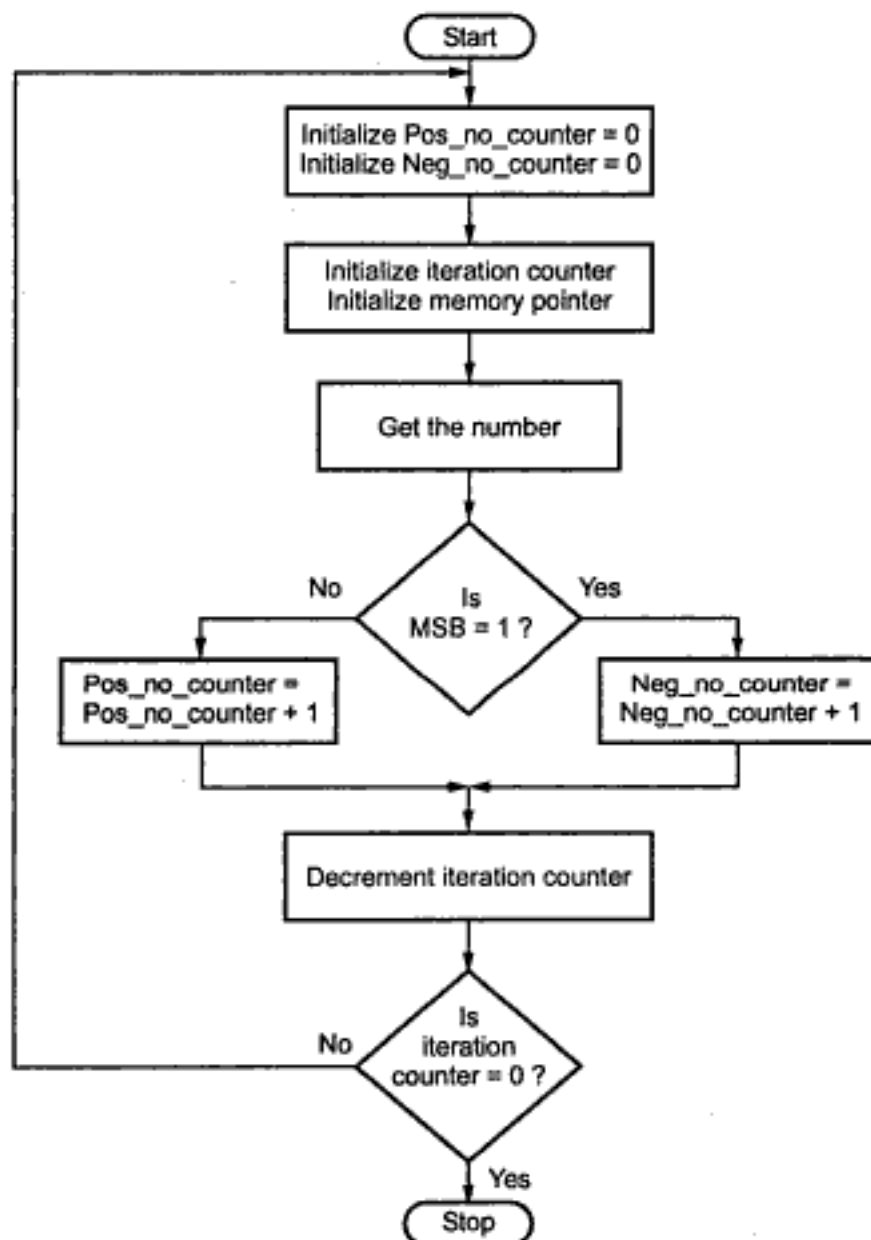 Start
Initialize Pos_no_counter = 0
Initialize Neg_no_counter = 0
Initialize iteration counter
Initialize memory pointer
Get the number
No
Is
MSB = 1 ?
Yes
Pos_no_counter =
Pos_no_counter + 1
Neg_no_counter =
Neg_no_counter + 1
Decrement iteration counter
No
Is
iteration
counter = 0 ?
Yes
Stop